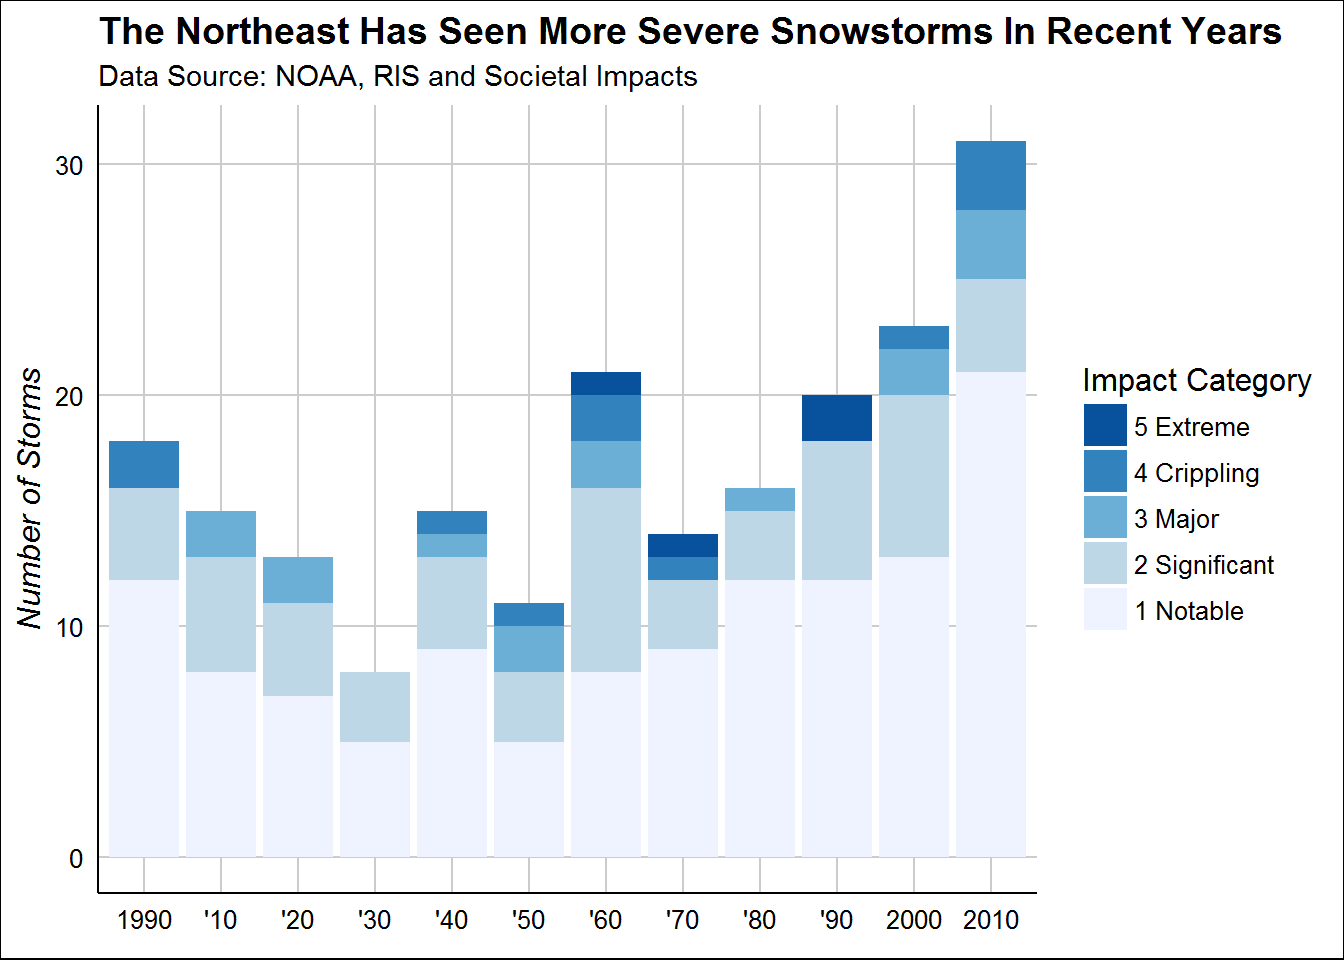 The Northeast Has Seen More Severe Snowstorms In Recent Years
Data Source: NOAA, RIS and Societal Impacts
Number of Storms
30
20
10
0
1990 '10 '20 '30 '40 '50 '60 '70 '80 '90 2000 2010
Impact Category
5 Extreme
4 Crippling
3 Major
2 Significant
1 Notable